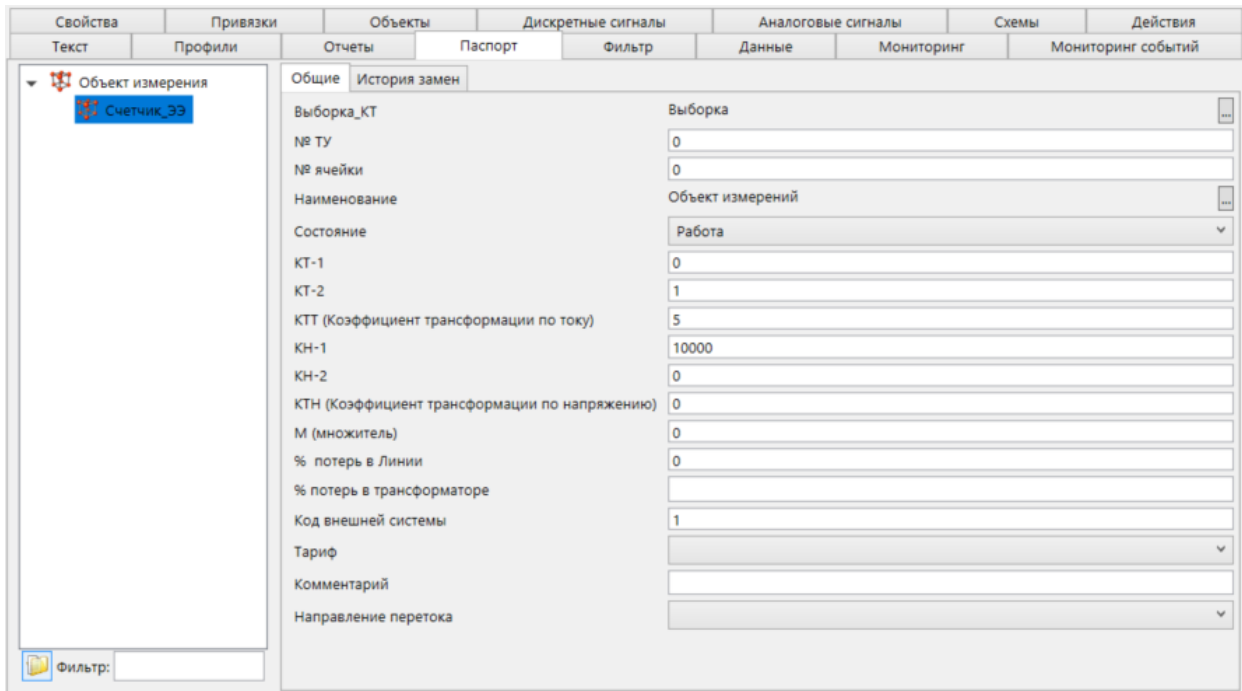 Свойства Привязки Объекты Дискретные сигналы Аналоговые сигналы Схемы Действия
Текст Профили Отчеты Паспорт Фильтр Данные Мониторинг Мониторинг событий
Объект измерения
Счетчик_ЭЭ
Общие История замен
Выборка_КТ Выборка ...
№ ТУ 0
№ ячейки 0
Наименование Объект измерений ...
Состояние Работа
КТ-1 0
КТ-2 1
КТТ (Коэффициент трансформации по току) 5
КН-1 10000
КН-2 0
КТН (Коэффициент трансформации по напряжению) 0
М (множитель) 0
% потерь в Линии 0
% потерь в трансформаторе
Код внешней системы 1
Тариф
Комментарий
Направление перетока
Фильтр: